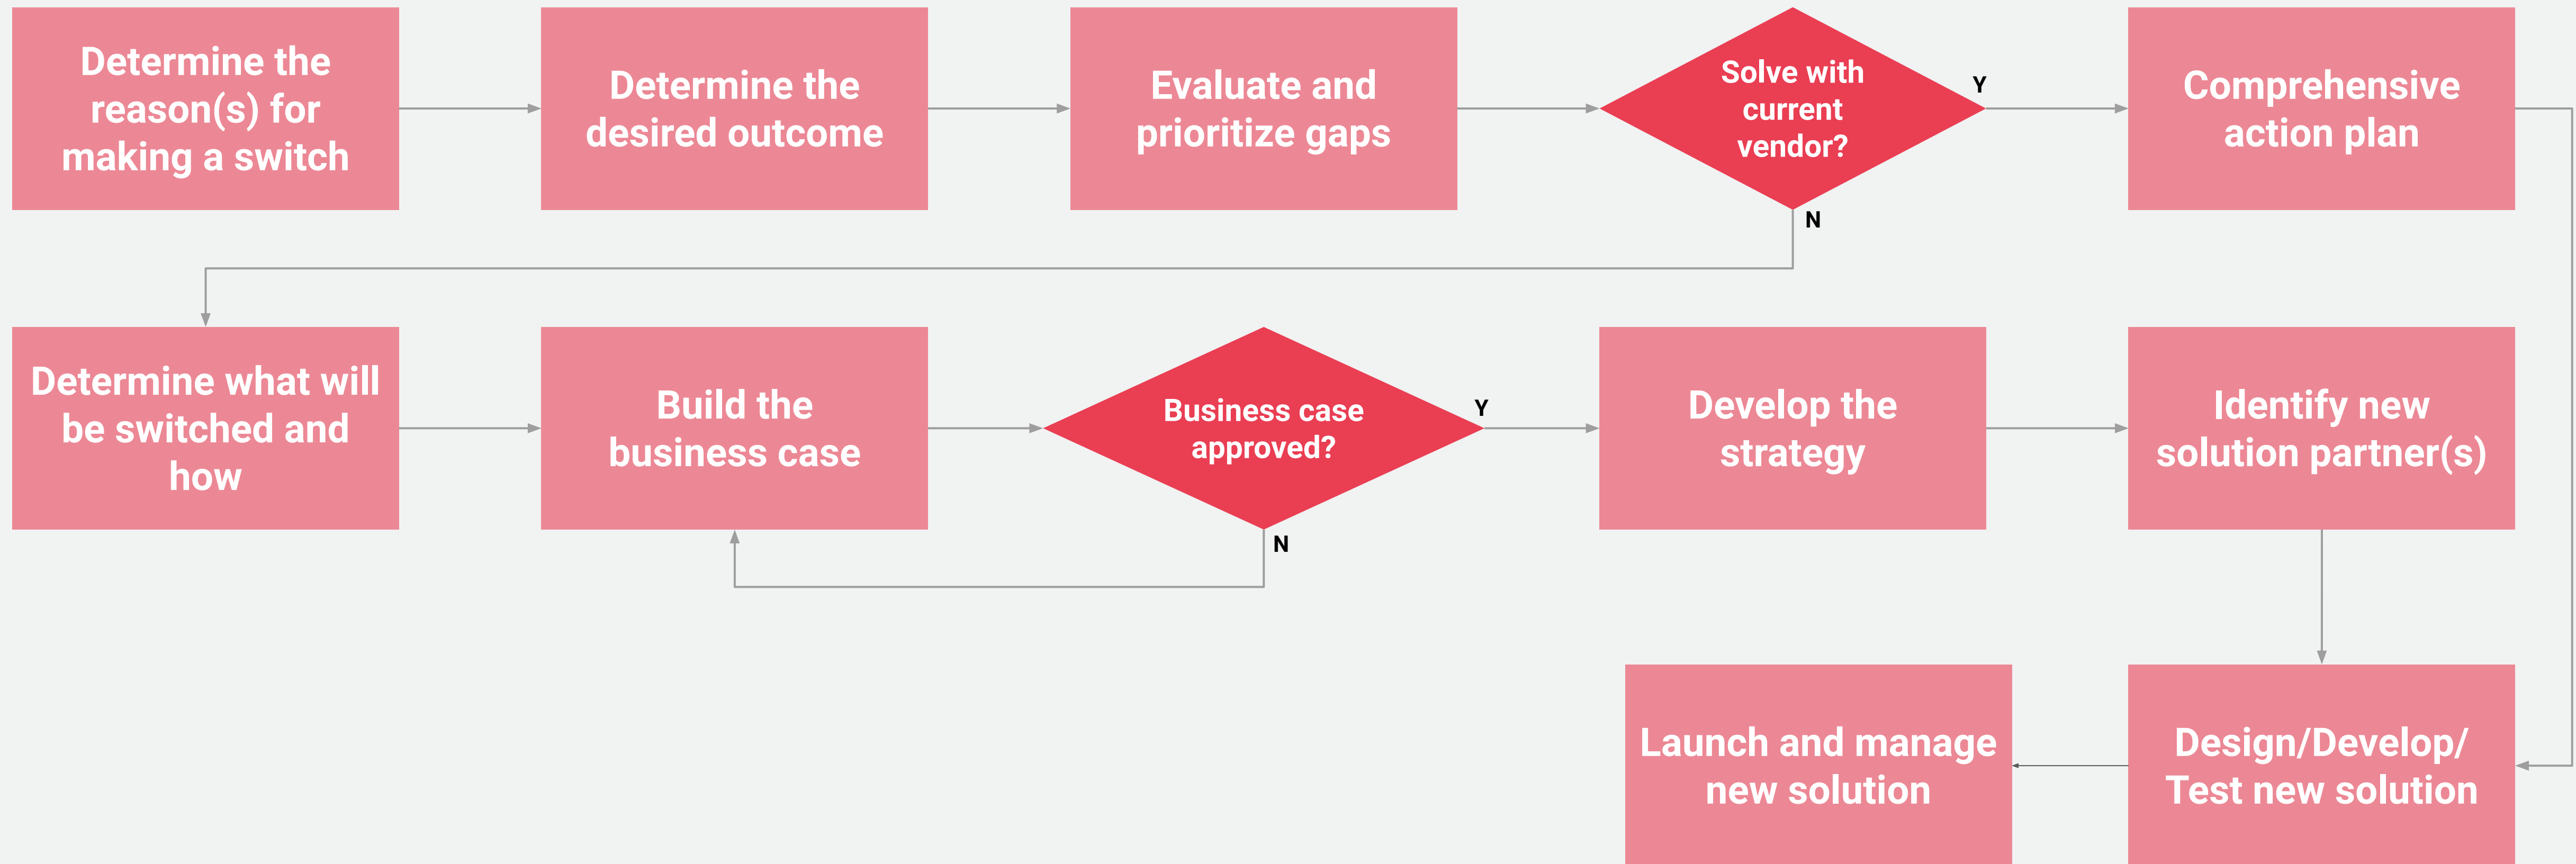 Determine the
reason(s) for
making a switch
Determine the
desired outcome
Evaluate and
prioritize gaps
Solve with
current
vendor?
Y
N
Comprehensive
action plan
Determine what will
be switched and
how
Build the
business case
Business case
approved?
Y
N
Develop the
strategy
Identify new
solution partner(s)
Launch and manage
new solution
Design/Develop/
Test new solution